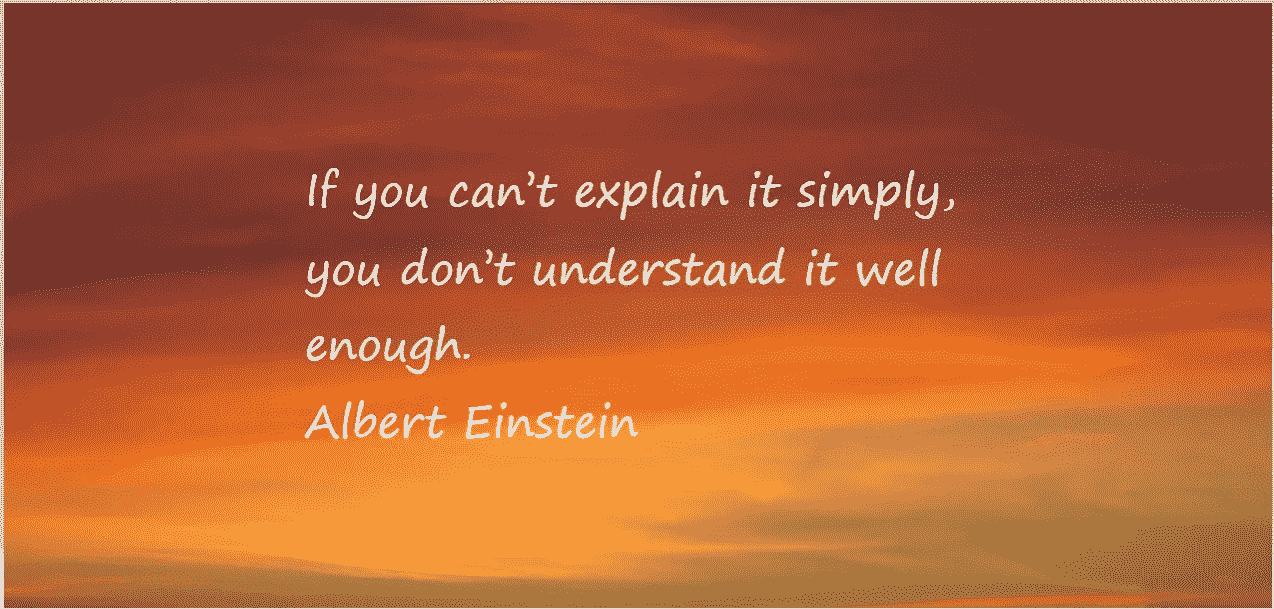 If you can’t explain it simply,
you don’t understand it well
enough.
Albert Einstein